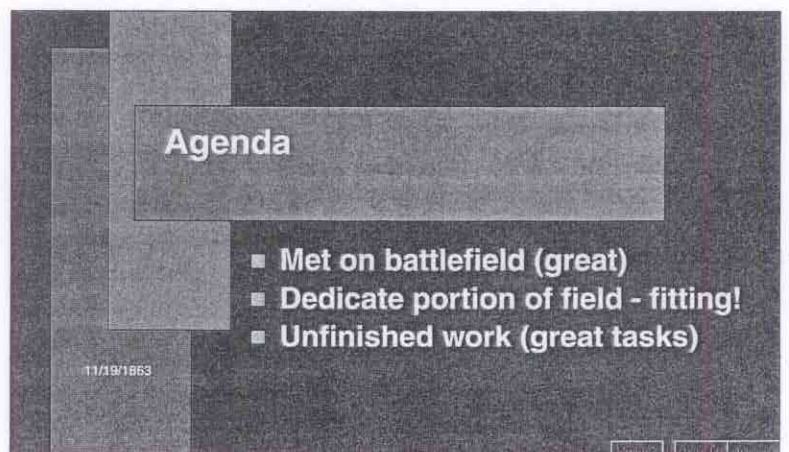 Agenda
Met on battlefield (great)
Dedicate portion of field - fitting!
Unfinished work (great tasks)
11/19/1863